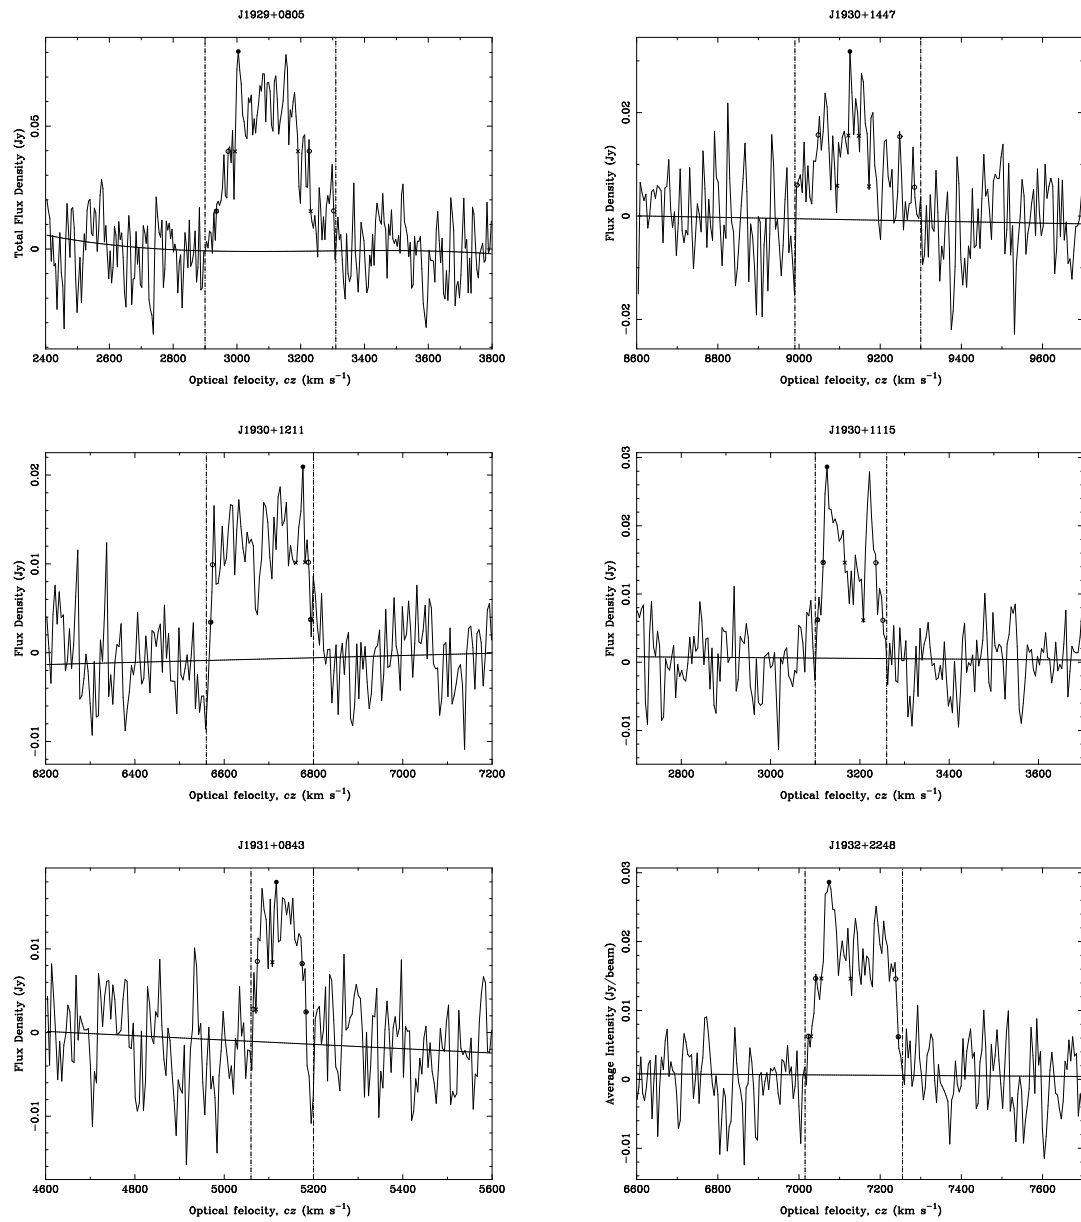 J1929+0805
Total Flux Density (Jy)
0.05
0
2400 2600 2800 3000 3200 3400 3600 3800
Optical felocity, cz (km s⁻¹)
J1930+1447
Flux Density (Jy)
0.02
0
−0.02
8600 8800 9000 9200 9400 9600
Optical felocity, cz (km s⁻¹)
J1930+1211
Flux Density (Jy)
0.02
0.01
0
−0.01
6200 6400 6600 6800 7000 7200
Optical felocity, cz (km s⁻¹)
J1930+1115
Flux Density (Jy)
0.03
0.02
0.01
0
−0.01
2800 3000 3200 3400 3600
Optical felocity, cz (km s⁻¹)
J1931+0843
Flux Density (Jy)
0.01
0
−0.01
4600 4800 5000 5200 5400 5600
Optical felocity, cz (km s⁻¹)
J1932+2248
Average Intensity (Jy/beam)
0.03
0.02
0.01
0
−0.01
6600 6800 7000 7200 7400 7600
Optical felocity, cz (km s⁻¹)